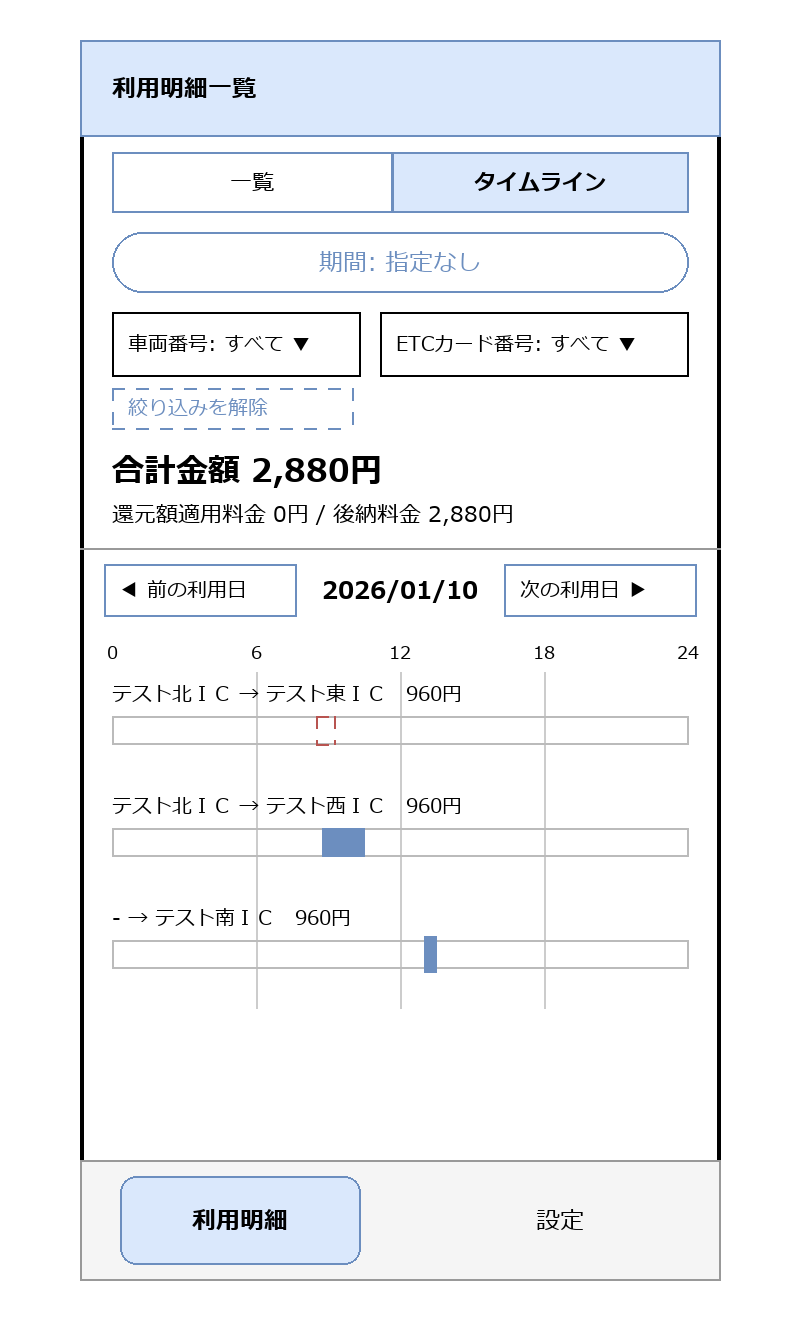 利用明細一覧
一覧 タイムライン
期間: 指定なし
車両番号: すべて ▼ ETCカード番号: すべて ▼
絞り込みを解除
合計金額 2,880円
還元額適用料金 0円 / 後納料金 2,880円
◀ 前の利用日 2026/01/10 次の利用日 ▶
0 6 12 18 24
テスト北ＩＣ → テスト東ＩＣ　960円
テスト北ＩＣ → テスト西ＩＣ　960円
- → テスト南ＩＣ　960円
利用明細 設定